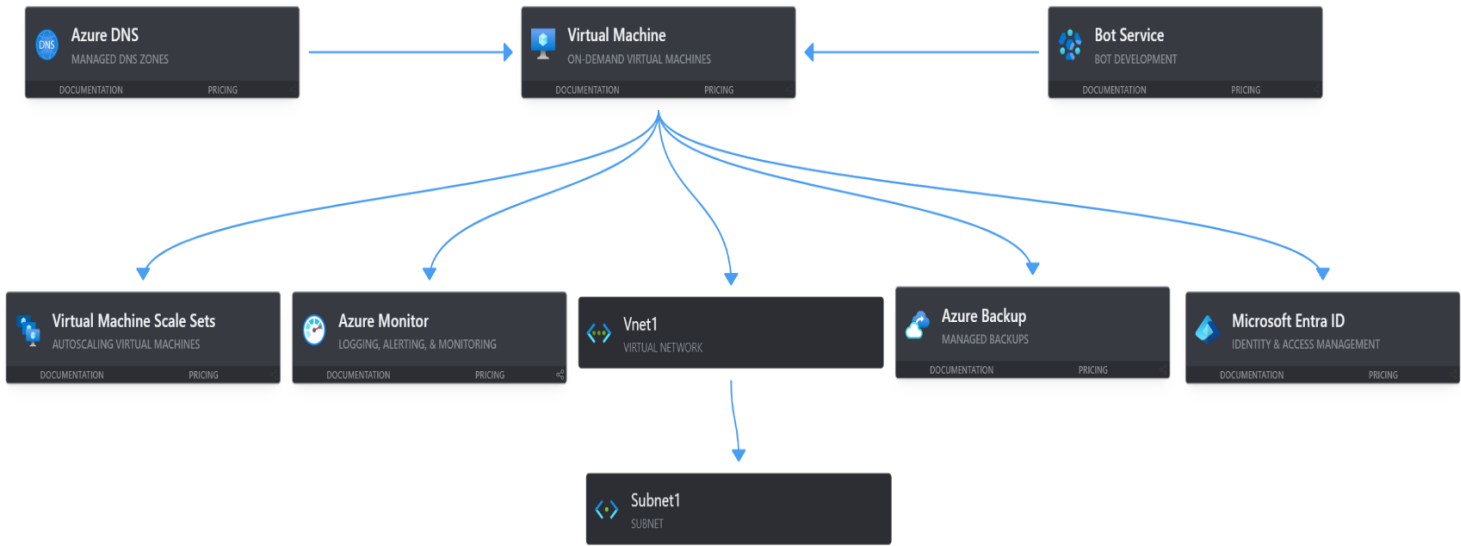 Azure DNS
MANAGED DNS ZONES
DOCUMENTATION PRICING
DNS
Virtual Machine
ON-DEMAND VIRTUAL MACHINES
DOCUMENTATION PRICING
Bot Service
BOT DEVELOPMENT
DOCUMENTATION PRICING
Virtual Machine Scale Sets
AUTOSCALING VIRTUAL MACHINES
DOCUMENTATION PRICING
Azure Monitor
LOGGING, ALERTING, & MONITORING
DOCUMENTATION PRICING
Vnet1
VIRTUAL NETWORK
Azure Backup
MANAGED BACKUPS
DOCUMENTATION PRICING
Microsoft Entra ID
IDENTITY & ACCESS MANAGEMENT
DOCUMENTATION PRICING
Subnet1
SUBNET